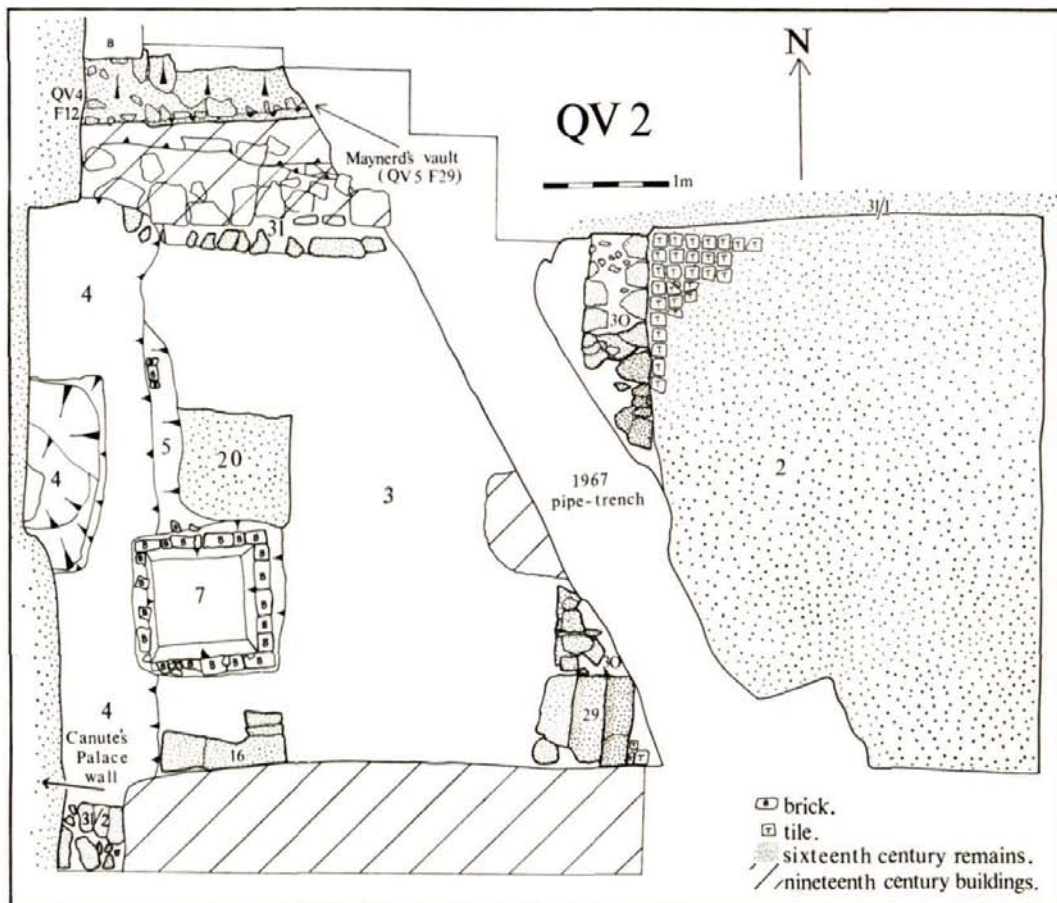 B
QV4
F12
N
QV 2
Maynerd's vault
(QV 5 F29)
1m
31
31/1
4
30
4
5
20
3
2
1967
pipe-trench
7
30
29
4
Canute's
Palace
wall
16
31/2
B brick.
T tile.
sixteenth century remains.
nineteenth century buildings.